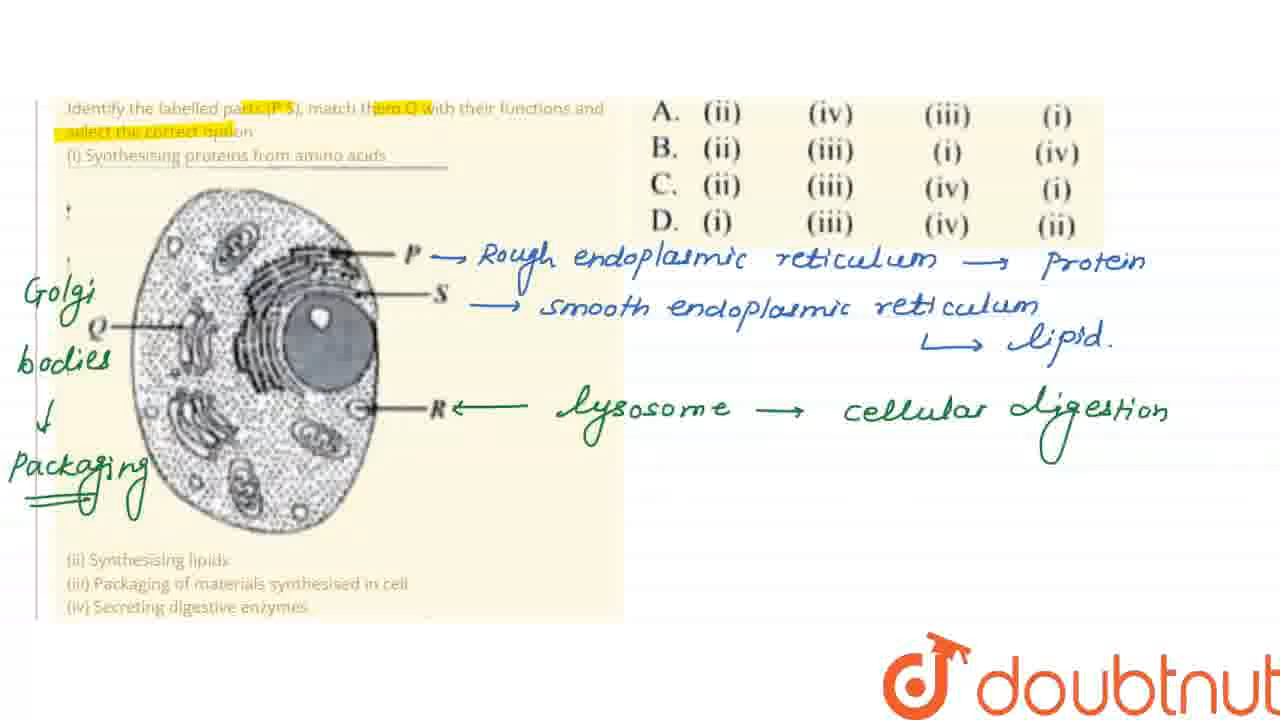 Identify the labelled parts (P S), match them Q with their functions and
select the correct option
(i) Synthesising proteins from amino acids
A. (ii) (iv) (iii) (i)
B. (ii) (iii) (i) (iv)
C. (ii) (iii) (iv) (i)
D. (i) (iii) (iv) (ii)
P → Rough endoplasmic reticulum → Protein
S → smooth endoplasmic reticulum
→ lipid.
Golgi
Q
bodies
↓
Packaging
R ← lysosome → cellular digestion
(ii) Synthesising lipids
(iii) Packaging of materials synthesised in cell
(iv) Secreting digestive enzymes
doubtnut